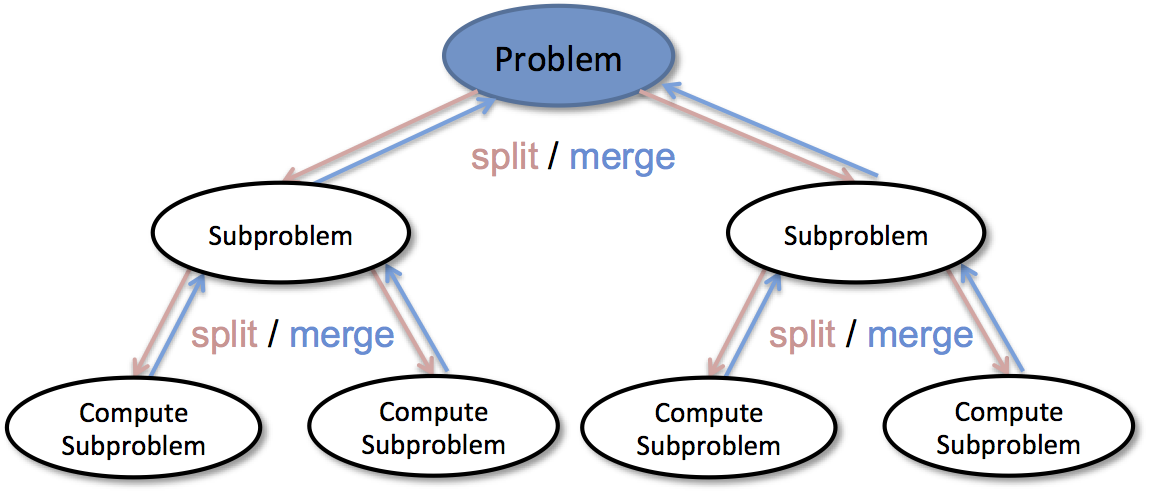 Problem
split / merge
Subproblem
Subproblem
split / merge
split / merge
Compute
Subproblem
Compute
Subproblem
Compute
Subproblem
Compute
Subproblem